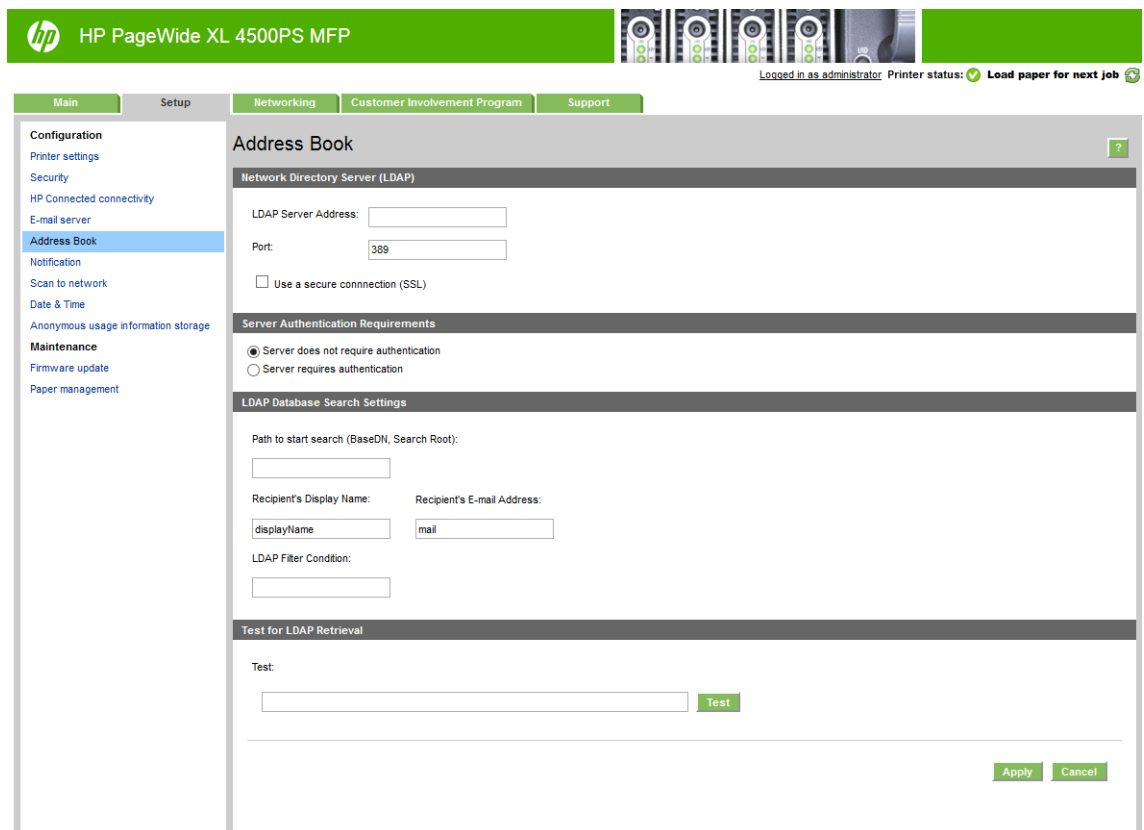 hp HP PageWide XL 4500PS MFP
UID
Logged in as administrator Printer status: Load paper for next job
Main Setup Networking Customer Involvement Program Support
Configuration
Printer settings
Security
HP Connected connectivity
E-mail server
Address Book
Notification
Scan to network
Date & Time
Anonymous usage information storage
Maintenance
Firmware update
Paper management
Address Book ?
Network Directory Server (LDAP)
LDAP Server Address:
Port: 389
Use a secure connnection (SSL)
Server Authentication Requirements
Server does not require authentication
Server requires authentication
LDAP Database Search Settings
Path to start search (BaseDN, Search Root):
Recipient's Display Name: Recipient's E-mail Address:
displayName mail
LDAP Filter Condition:
Test for LDAP Retrieval
Test:
Test
Apply Cancel